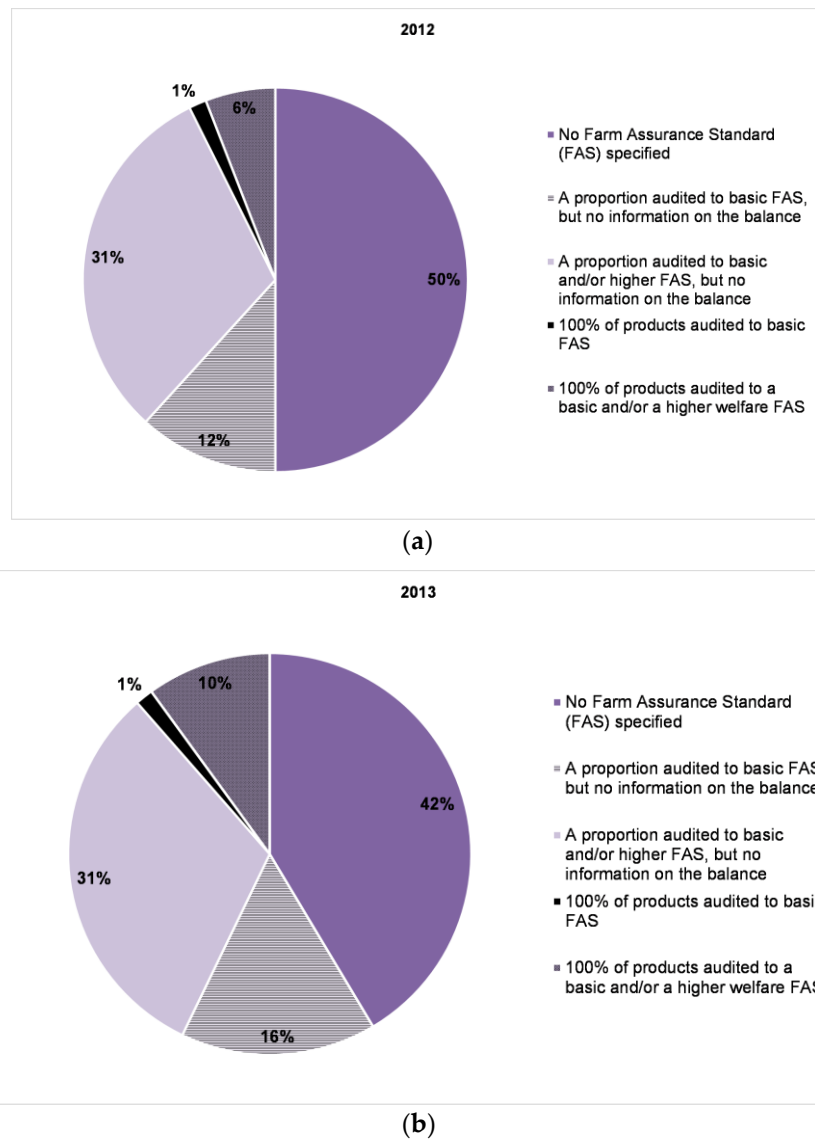 2012
1%
6%
31%
50%
12%
No Farm Assurance Standard
(FAS) specified
A proportion audited to basic FAS,
but no information on the balance
A proportion audited to basic
and/or higher FAS, but no
information on the balance
100% of products audited to basic
FAS
100% of products audited to a
basic and/or a higher welfare FAS
(a)
2013
1%
10%
42%
31%
16%
No Farm Assurance Standard
(FAS) specified
A proportion audited to basic FAS
but no information on the balance
A proportion audited to basic
and/or higher FAS, but no
information on the balance
100% of products audited to basi
FAS
100% of products audited to a
basic and/or a higher welfare FAS
(b)